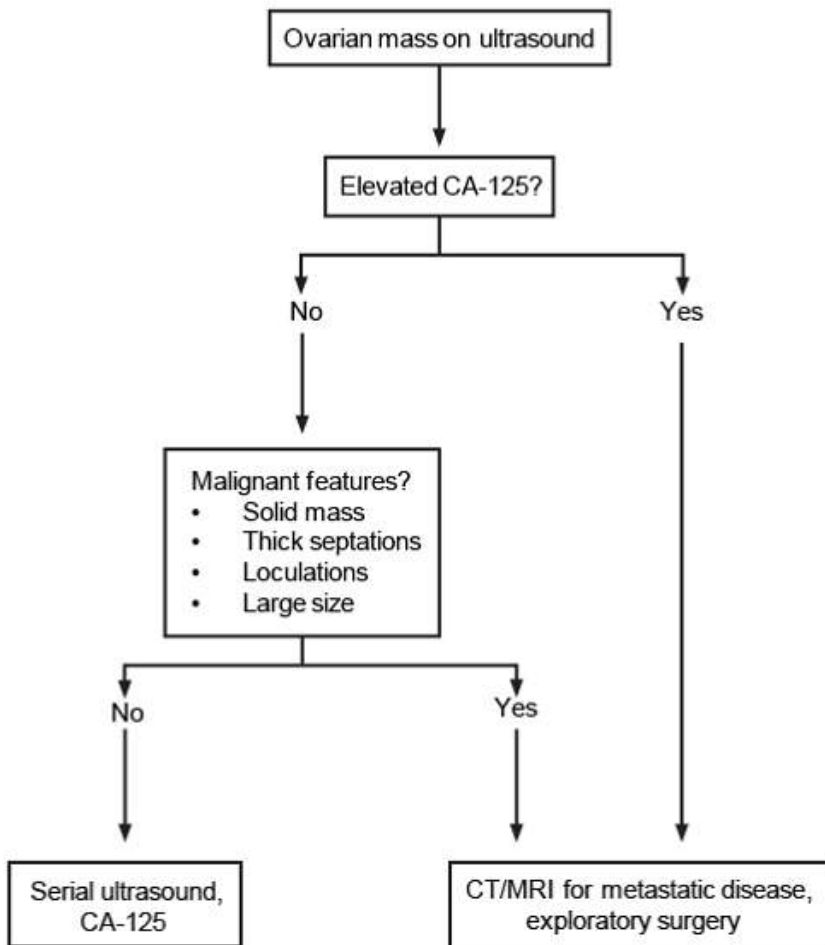 Ovarian mass on ultrasound
Elevated CA-125?
No
Yes
Malignant features?
• Solid mass
• Thick septations
• Loculations
• Large size
No
Yes
Serial ultrasound,
CA-125
CT/MRI for metastatic disease,
exploratory surgery